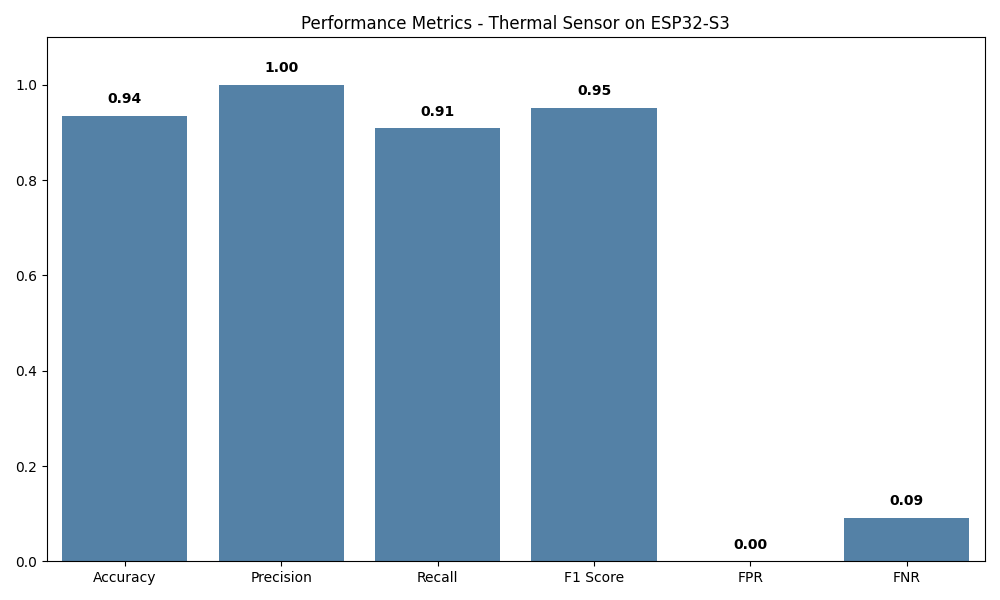 Performance Metrics - Thermal Sensor on ESP32-S3
1.0
0.8
0.6
0.4
0.2
0.0
0.94
1.00
0.91
0.95
0.00
0.09
Accuracy
Precision
Recall
F1 Score
FPR
FNR